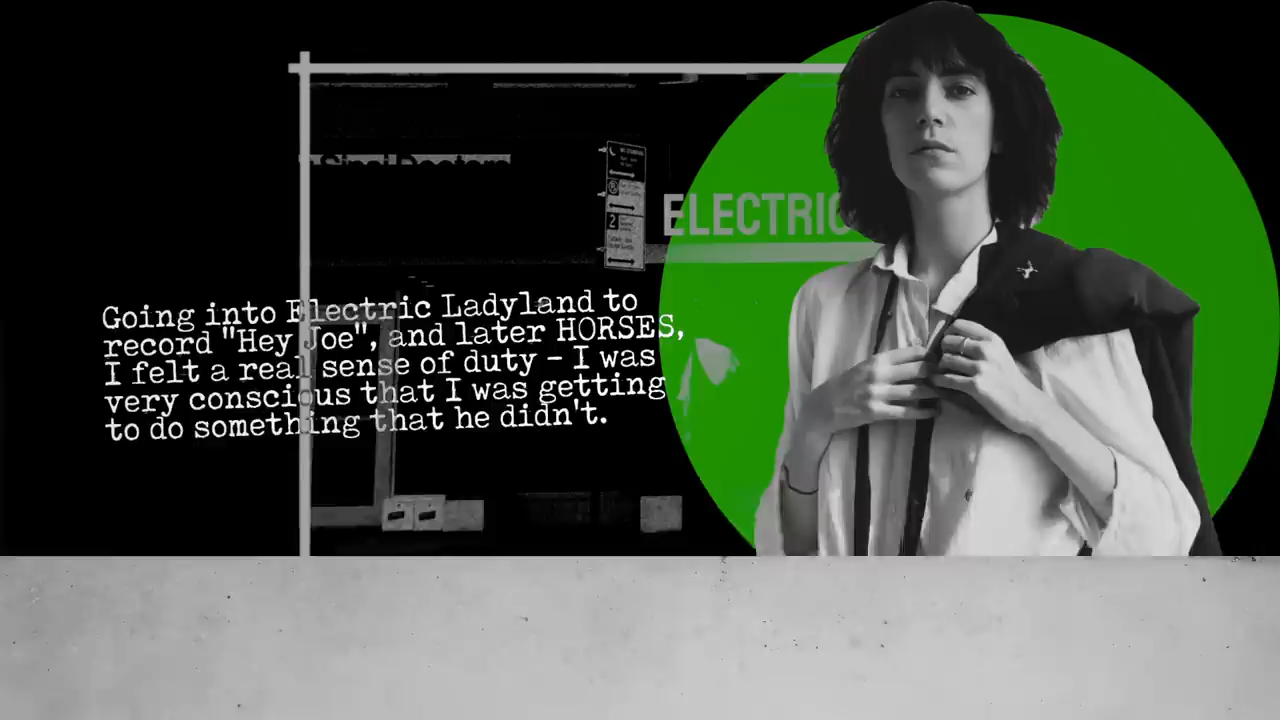 ELECTRIC
Going into Electric Ladyland to
record "Hey Joe", and later HORSES,
I felt a real sense of duty – I was
very conscious that I was getting
to do something that he didn't.